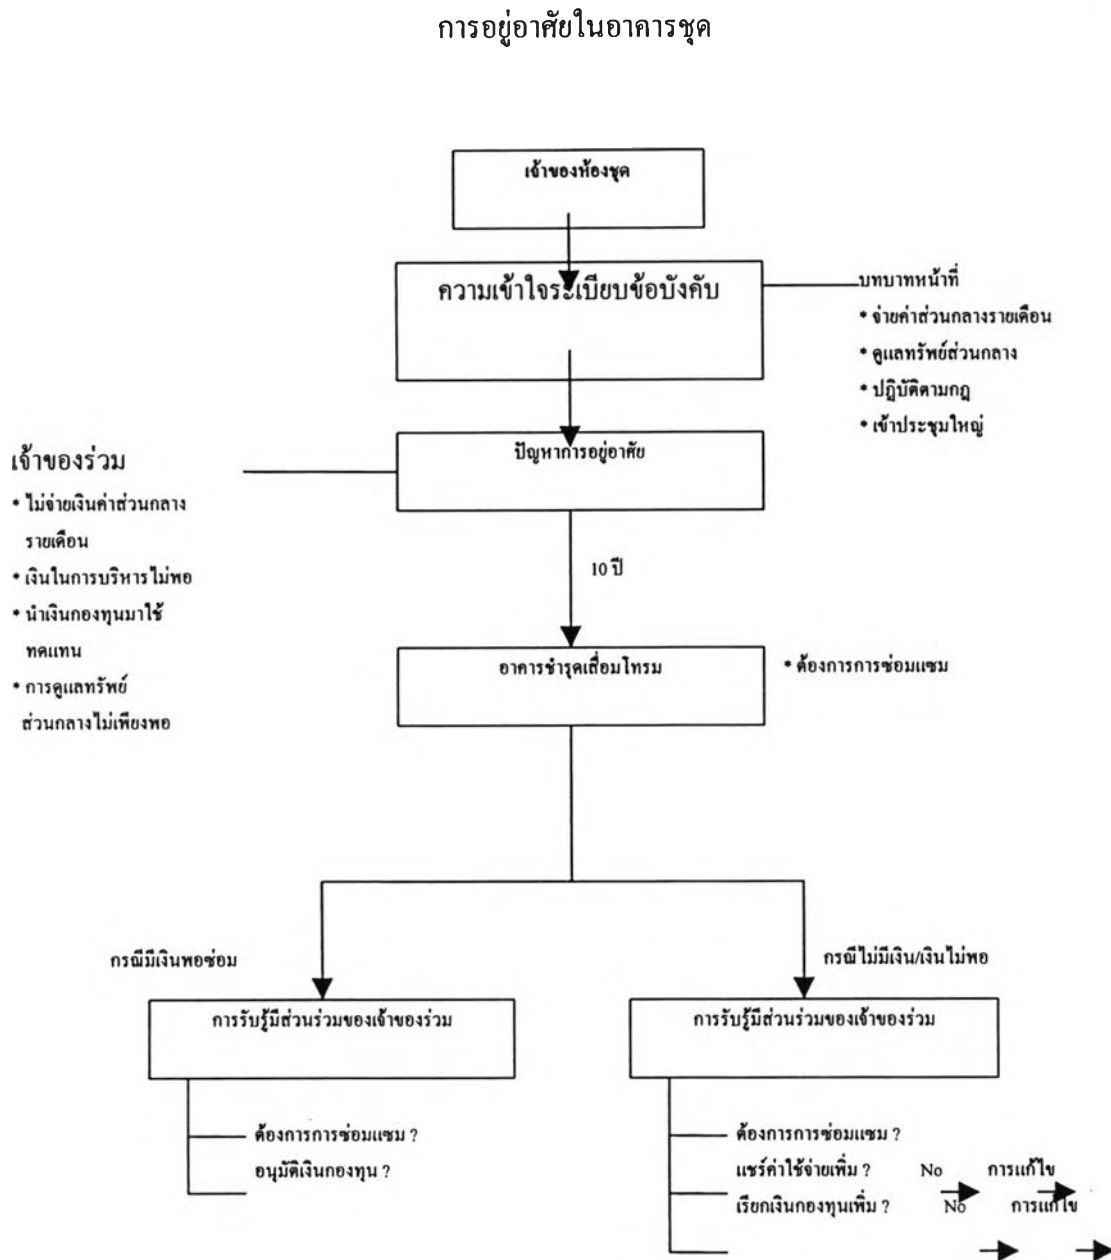 การอยู่อาศัยในอาคารชุด
เจ้าของห้องชุด
ความเข้าใจระเบียบข้อบังคับ
บทบาทหน้าที่
* จ่ายค่าส่วนกลางรายเดือน
* ดูแลทรัพย์ส่วนกลาง
* ปฏิบัติตามกฎ
* เข้าประชุมใหญ่
ปัญหาการอยู่อาศัย
เจ้าของร่วม
* ไม่จ่ายเงินค่าส่วนกลาง
รายเดือน
* เงินในการบริหารไม่พอ
* นำเงินกองทุนมาใช้
ทดแทน
* การดูแลทรัพย์
ส่วนกลางไม่เพียงพอ
10 ปี
อาคารชำรุดเสื่อมโทรม
* ต้องการการซ่อมแซม
กรณีมีเงินพอซ่อม
กรณีไม่มีเงิน/เงินไม่พอ
การรับรู้มีส่วนร่วมของเจ้าของร่วม
การรับรู้มีส่วนร่วมของเจ้าของร่วม
ต้องการการซ่อมแซม ?
อนุมัติเงินกองทุน ?
ต้องการการซ่อมแซม ?
แชร์ค่าใช้จ่ายเพิ่ม ? No การแก้ไข
เรียกเงินกองทุนเพิ่ม ? No การแก้ไข